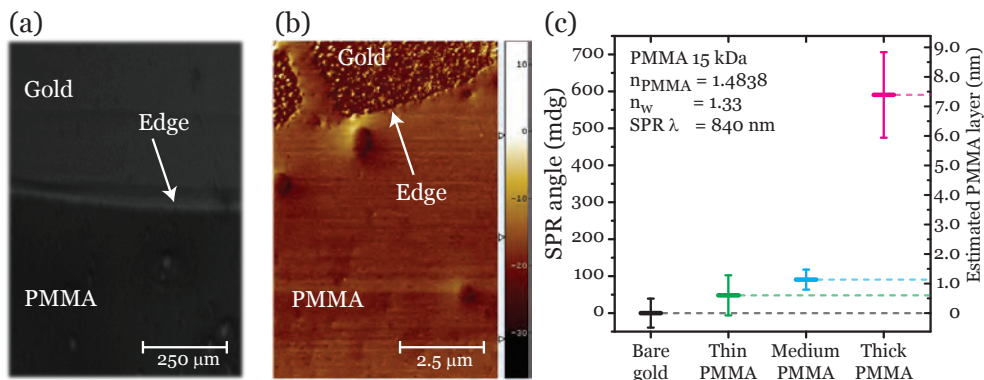 (a)
Gold
Edge
PMMA
250 µm
(b)
Gold
Edge
PMMA
2.5 µm
10
0
-10
-20
-30
(c)
SPR angle (mdg)
700
600
500
400
300
200
100
0
PMMA 15 kDa
nPMMA = 1.4838
nw = 1.33
SPR λ = 840 nm
9.0
8.0
7.0
6.0
5.0
4.0
3.0
2.0
1.0
0
Estimated PMMA layer (nm)
Bare
gold
Thin
PMMA
Medium
PMMA
Thick
PMMA